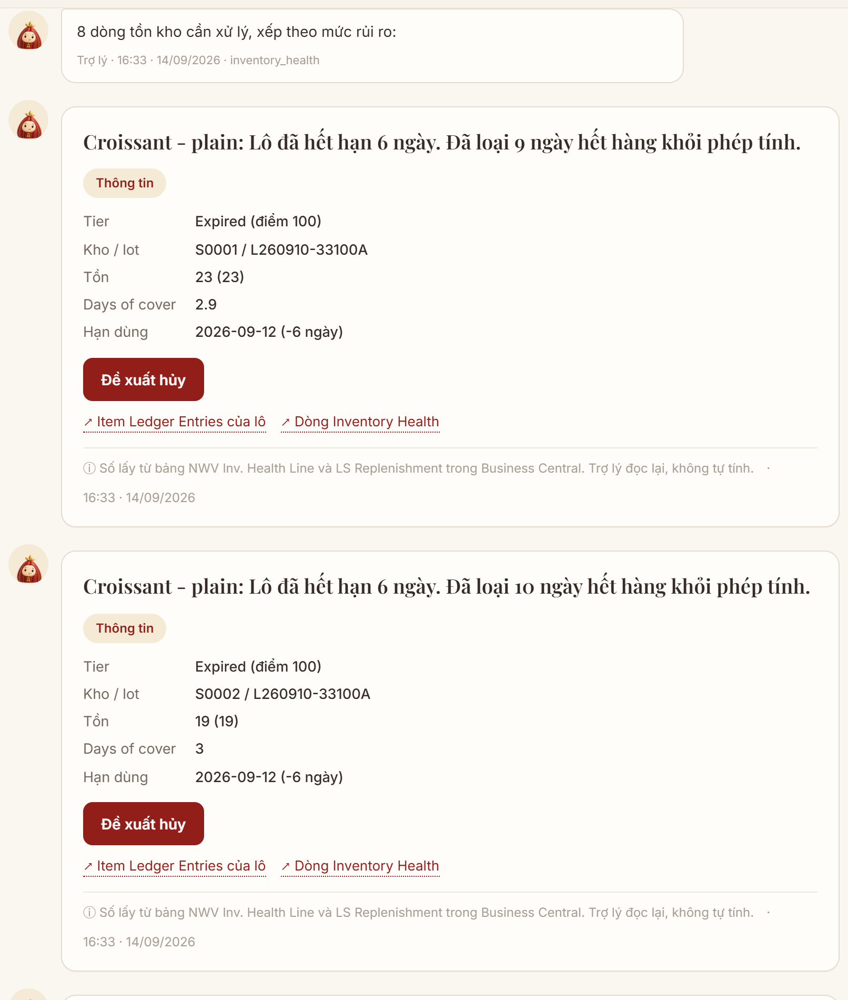 8 dòng tồn kho cần xử lý, xếp theo mức rủi ro:
Trợ lý · 16:33 · 14/09/2026 · inventory_health
Croissant - plain: Lô đã hết hạn 6 ngày. Đã loại 9 ngày hết hàng khỏi phép tính.
Thông tin
Tier Expired (điểm 100)
Kho / lot S0001 / L260910-33100A
Tồn 23 (23)
Days of cover 2.9
Hạn dùng 2026-09-12 (-6 ngày)
Đề xuất hủy
↗ Item Ledger Entries của lô ↗ Dòng Inventory Health
ⓘ Số lấy từ bảng NWV Inv. Health Line và LS Replenishment trong Business Central. Trợ lý đọc lại, không tự tính. ·
16:33 · 14/09/2026
Croissant - plain: Lô đã hết hạn 6 ngày. Đã loại 10 ngày hết hàng khỏi phép tính.
Thông tin
Tier Expired (điểm 100)
Kho / lot S0002 / L260910-33100A
Tồn 19 (19)
Days of cover 3
Hạn dùng 2026-09-12 (-6 ngày)
Đề xuất hủy
↗ Item Ledger Entries của lô ↗ Dòng Inventory Health
ⓘ Số lấy từ bảng NWV Inv. Health Line và LS Replenishment trong Business Central. Trợ lý đọc lại, không tự tính. ·
16:33 · 14/09/2026